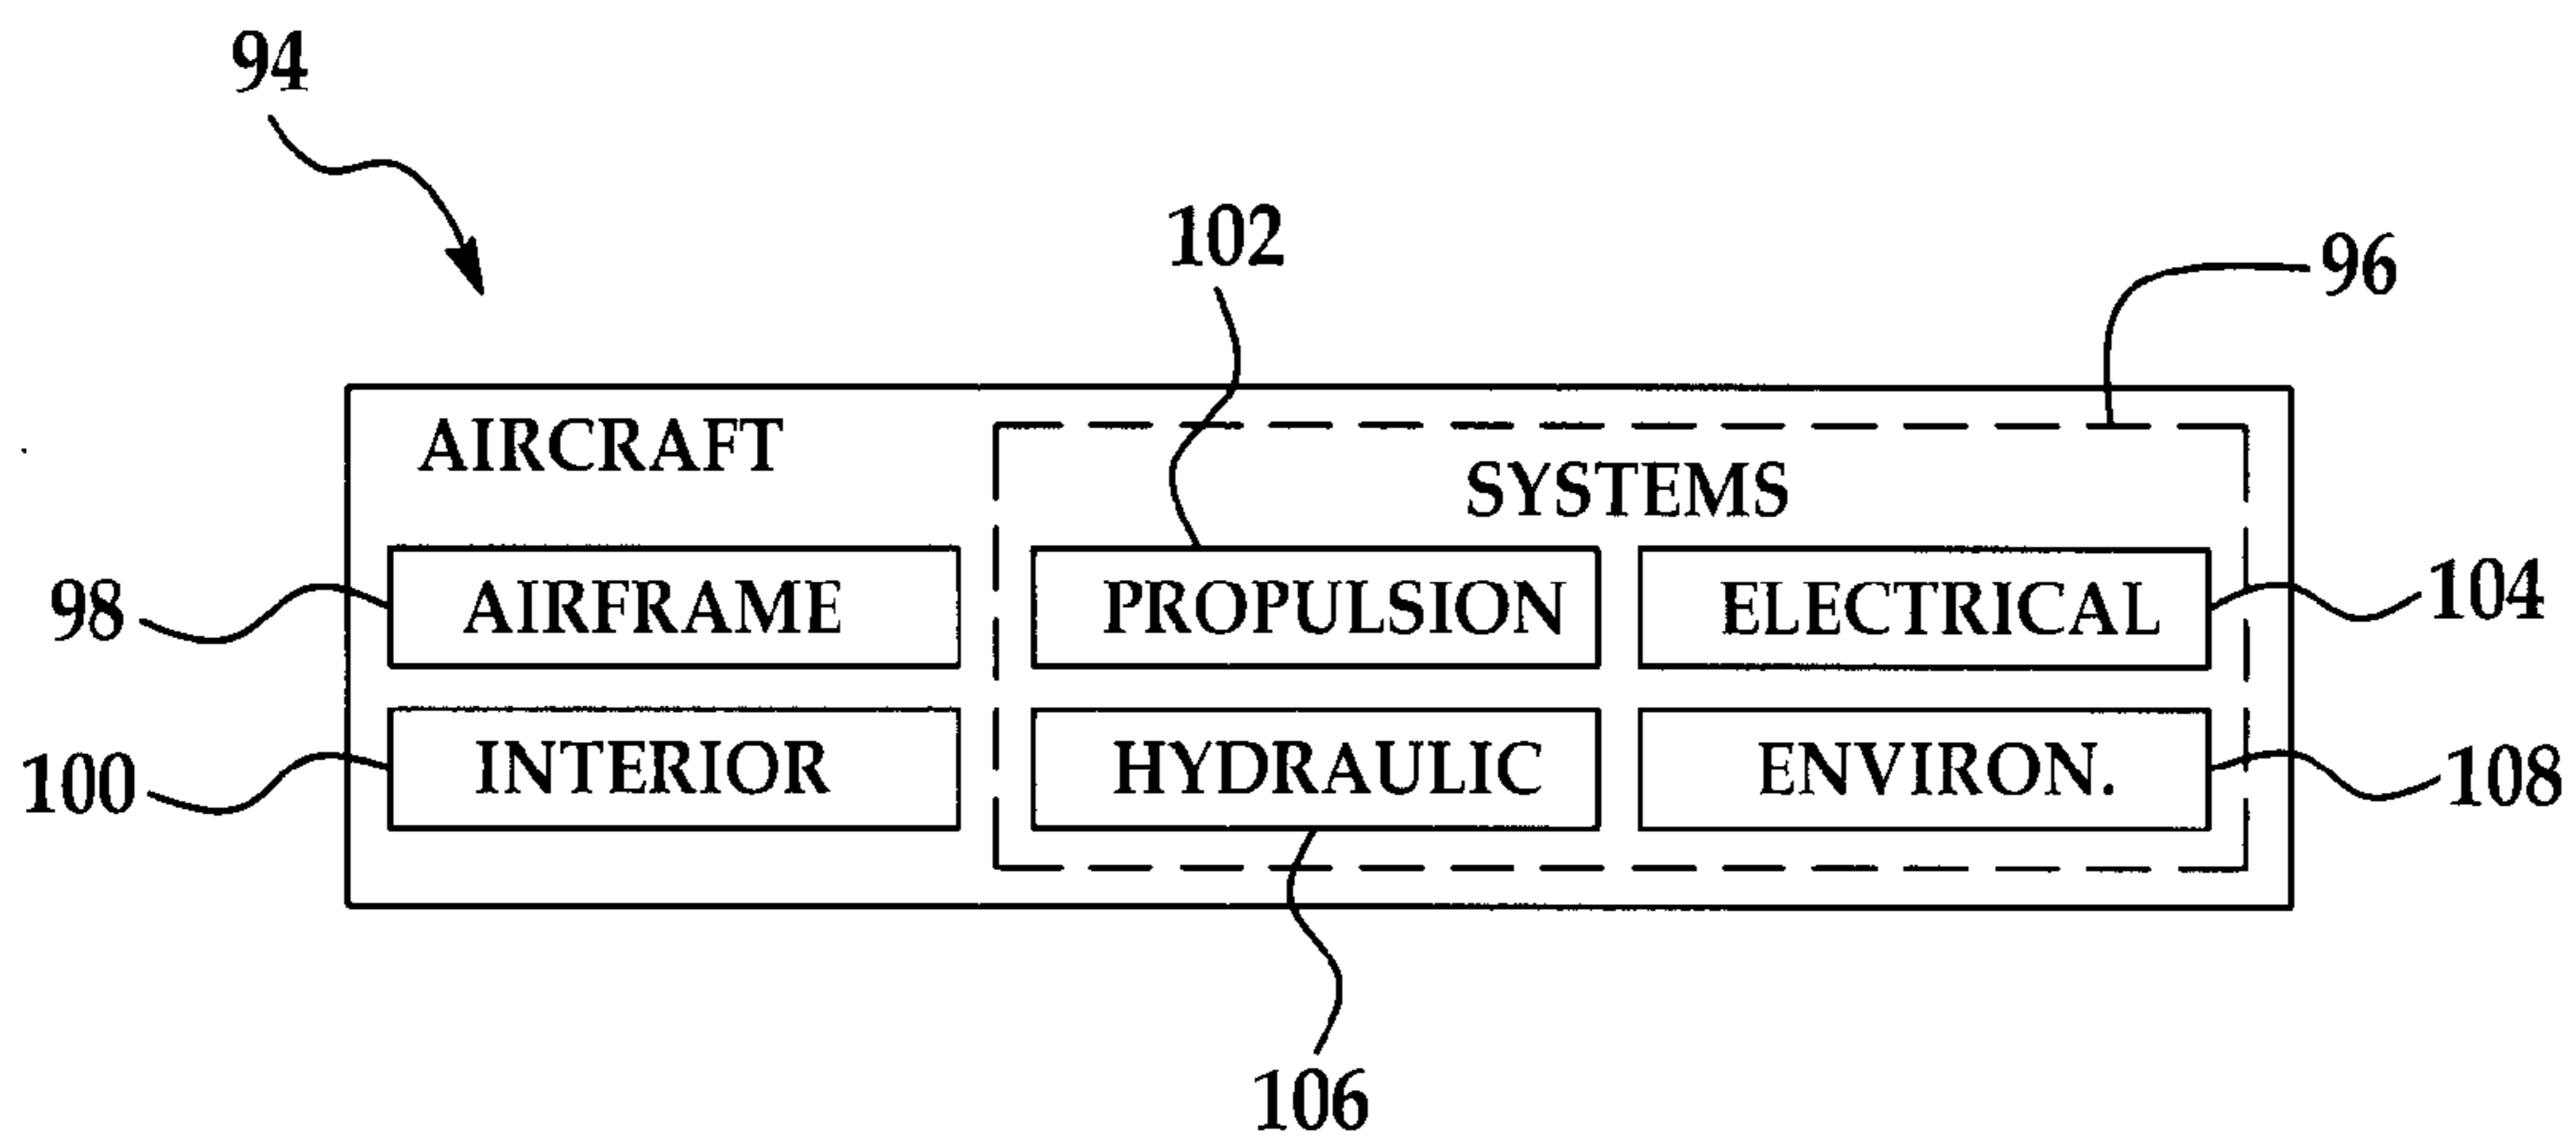 94
102
96
AIRCRAFT
SYSTEMS
98
AIRFRAME
PROPULSION
ELECTRICAL
104
100
INTERIOR
HYDRAULIC
ENVIRON.
108
106